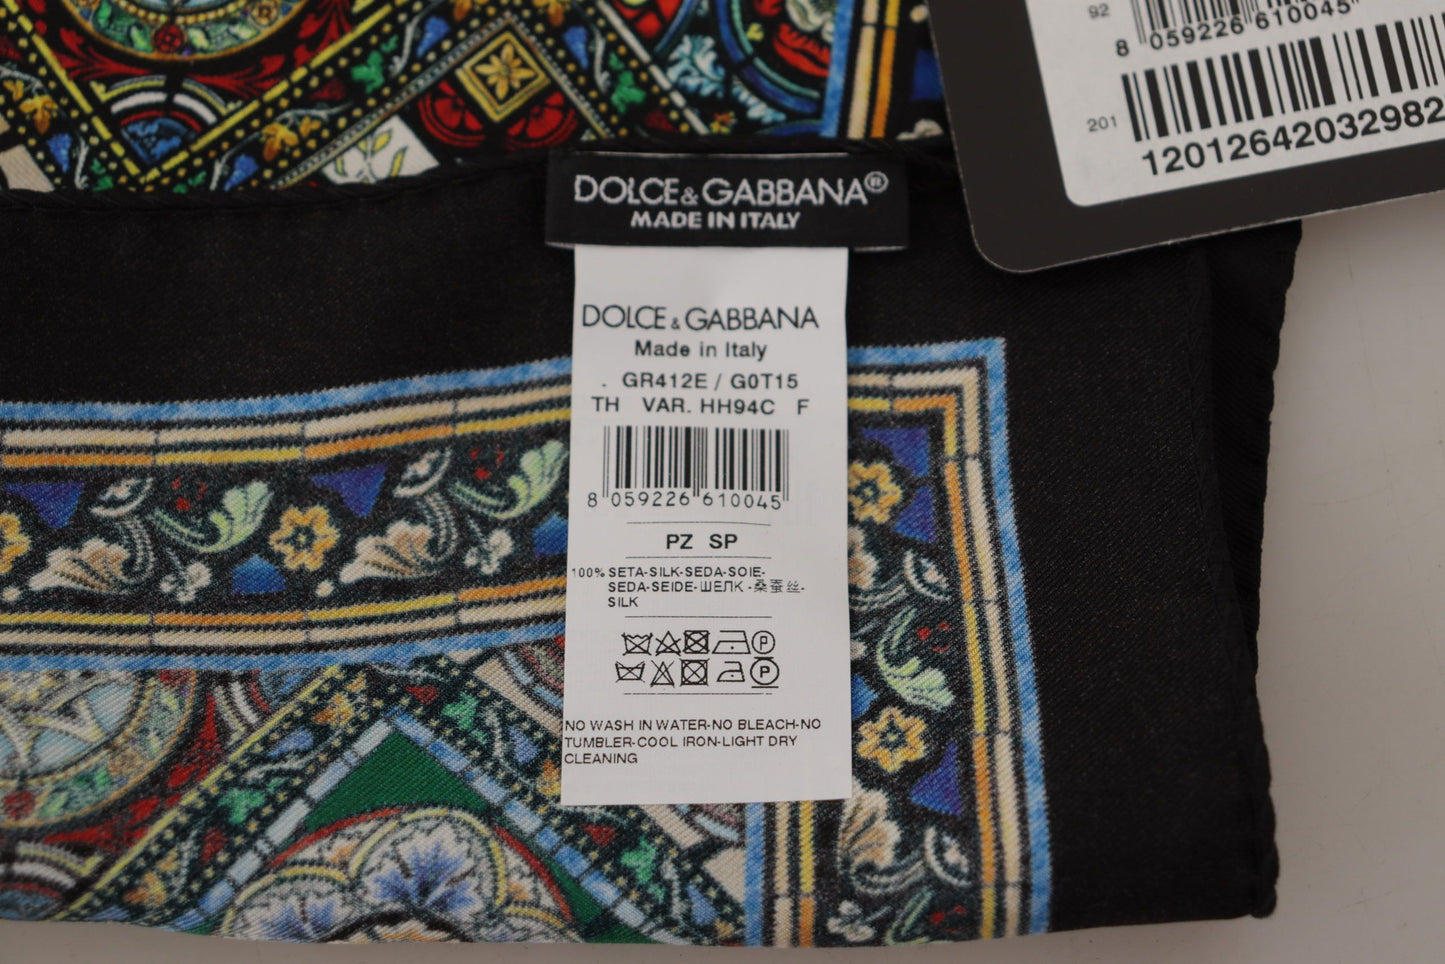 92
8 059226 610045
201
12012642032982
DOLCE&GABBANA®
MADE IN ITALY
DOLCE&GABBANA
Made in Italy
. GR412E / G0T15
TH VAR. HH94C F
8 059226 610045
PZ SP
100% SETA-SILK-SEDA-SOIE-
SEDA-SEIDE-ШЕЛК -桑蚕丝-
SILK
P
P
NO WASH IN WATER-NO BLEACH-NO
TUMBLER-COOL IRON-LIGHT DRY
CLEANING